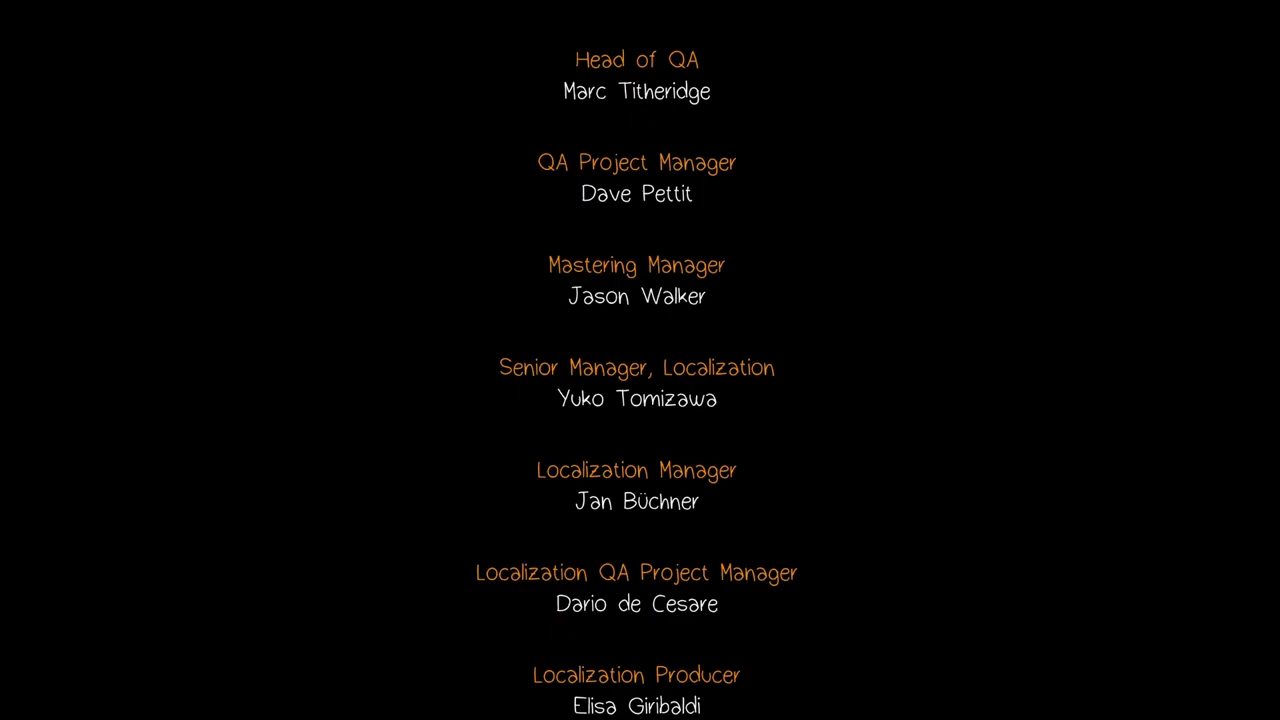 Head of QA
Marc Titheridge
QA Project Manager
Dave Pettit
Mastering Manager
Jason Walker
Senior Manager, Localization
Yuko Tomizawa
Localization Manager
Jan Büchner
Localization QA Project Manager
Dario de Cesare
Localization Producer
Elisa Giribaldi